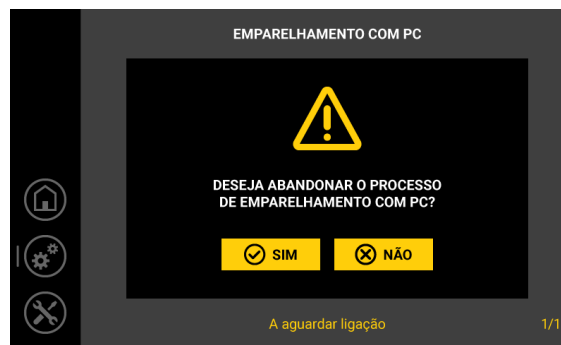 EMPARELHAMENTO COM PC
DESEJA ABANDONAR O PROCESSO
DE EMPARELHAMENTO COM PC?
SIM
NÃO
A aguardar ligação
1/1